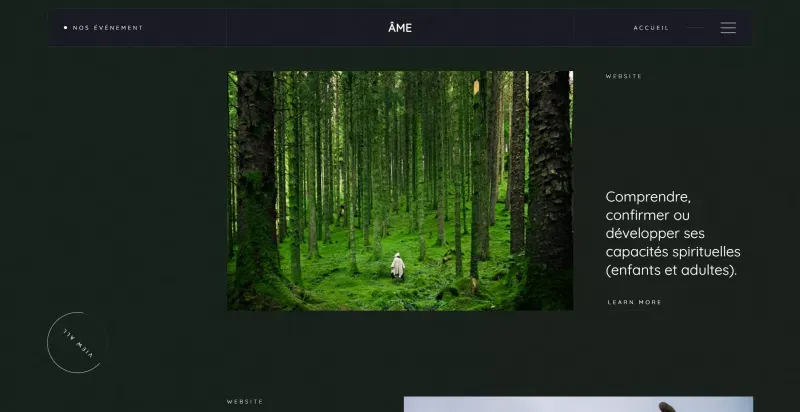 NOS ÉVÉNEMENT
ÂME
ACCUEIL
WEBSITE
Comprendre,
confirmer ou
développer ses
capacités spirituelles
(enfants et adultes).
LEARN MORE
VIEW ALL
WEBSITE